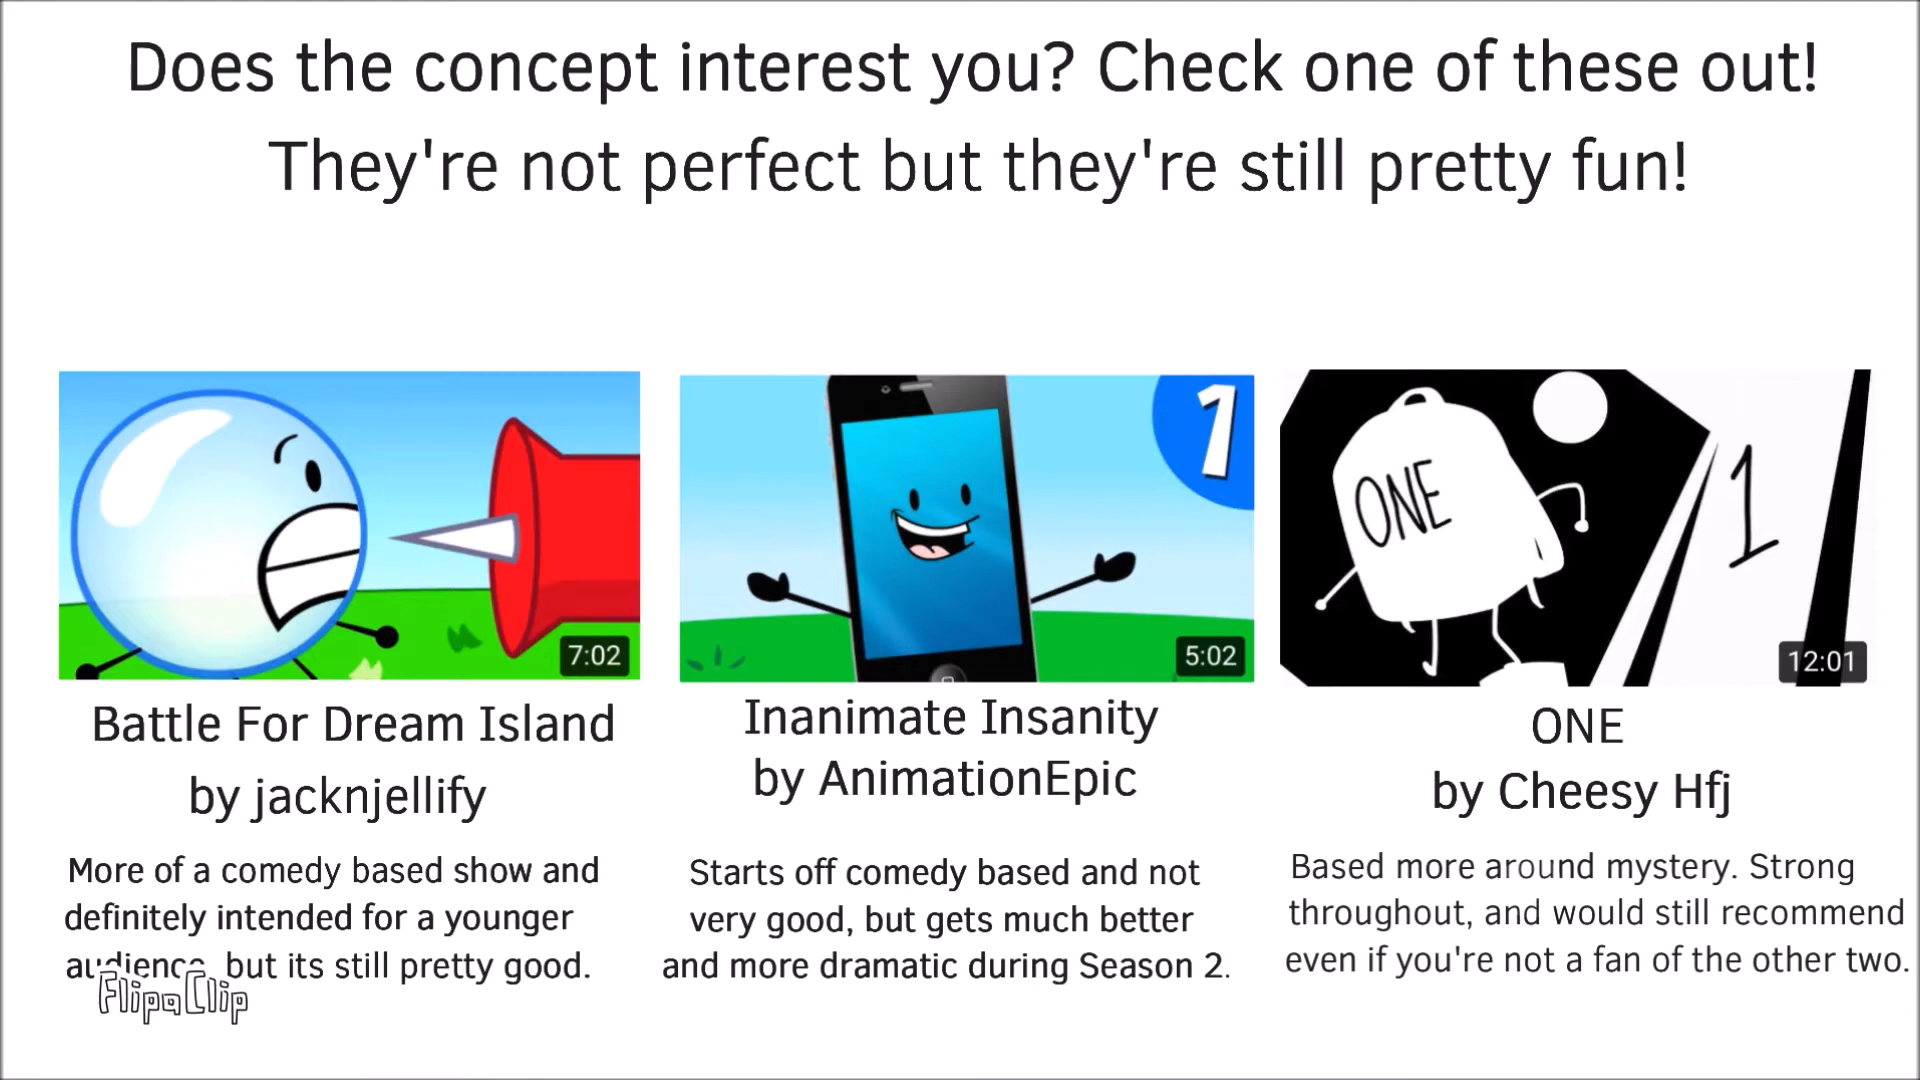 Does the concept interest you? Check one of these out!
They're not perfect but they're still pretty fun!
1
7:02
5:02
ONE
1
12:01
Battle For Dream Island
by jacknjellify
More of a comedy based show and
definitely intended for a younger
audience, but its still pretty good.
Inanimate Insanity
by AnimationEpic
Starts off comedy based and not
very good, but gets much better
and more dramatic during Season 2.
ONE
by Cheesy Hfj
Based more around mystery. Strong
throughout, and would still recommend
even if you're not a fan of the other two.
FlipaClip